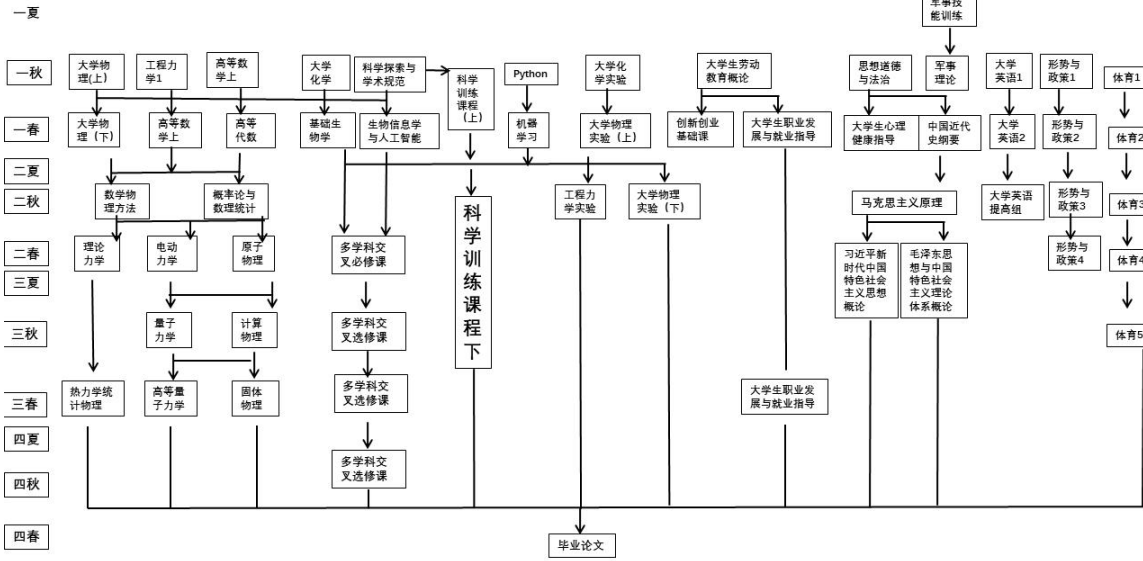 一夏
军事技
能训练
一秋
大学物
理(上)
工程力
学1
高等数
学上
大学
化学
科学探索与
学术规范
科学
训练
课程
（上）
Python
大学化
学实验
大学生劳动
教育概论
思想道德
与法治
军事
理论
大学
英语1
形势与
政策1
体育1
一春
大学物
理（下）
高等数
学上
高等
代数
基础生
物学
生物信息学
与人工智能
机器
学习
大学物理
实验（上）
创新创业
基础课
大学生职业发
展与就业指导
大学生心理
健康指导
中国近代
史纲要
大学
英语2
形势与
政策2
体育2
二夏
二秋
数学物
理方法
概率论与
数理统计
科学训练课程下
工程力
学实验
大学物理
实验（下）
马克思主义原理
大学英语
提高组
形势与
政策3
体育3
二春
理论
力学
电动
力学
原子
物理
多学科交
叉必修课
习近平新
时代中国
特色社会
主义思想
概论
毛泽东思
想与中国
特色社会
主义理论
体系概论
形势与
政策4
体育4
三夏
三秋
量子
力学
计算
物理
多学科交
叉选修课
体育5
三春
热力学统
计物理
高等量
子力学
固体
物理
多学科交
叉选修课
大学生职业发
展与就业指导
四夏
四秋
多学科交
叉选修课
四春
毕业论文